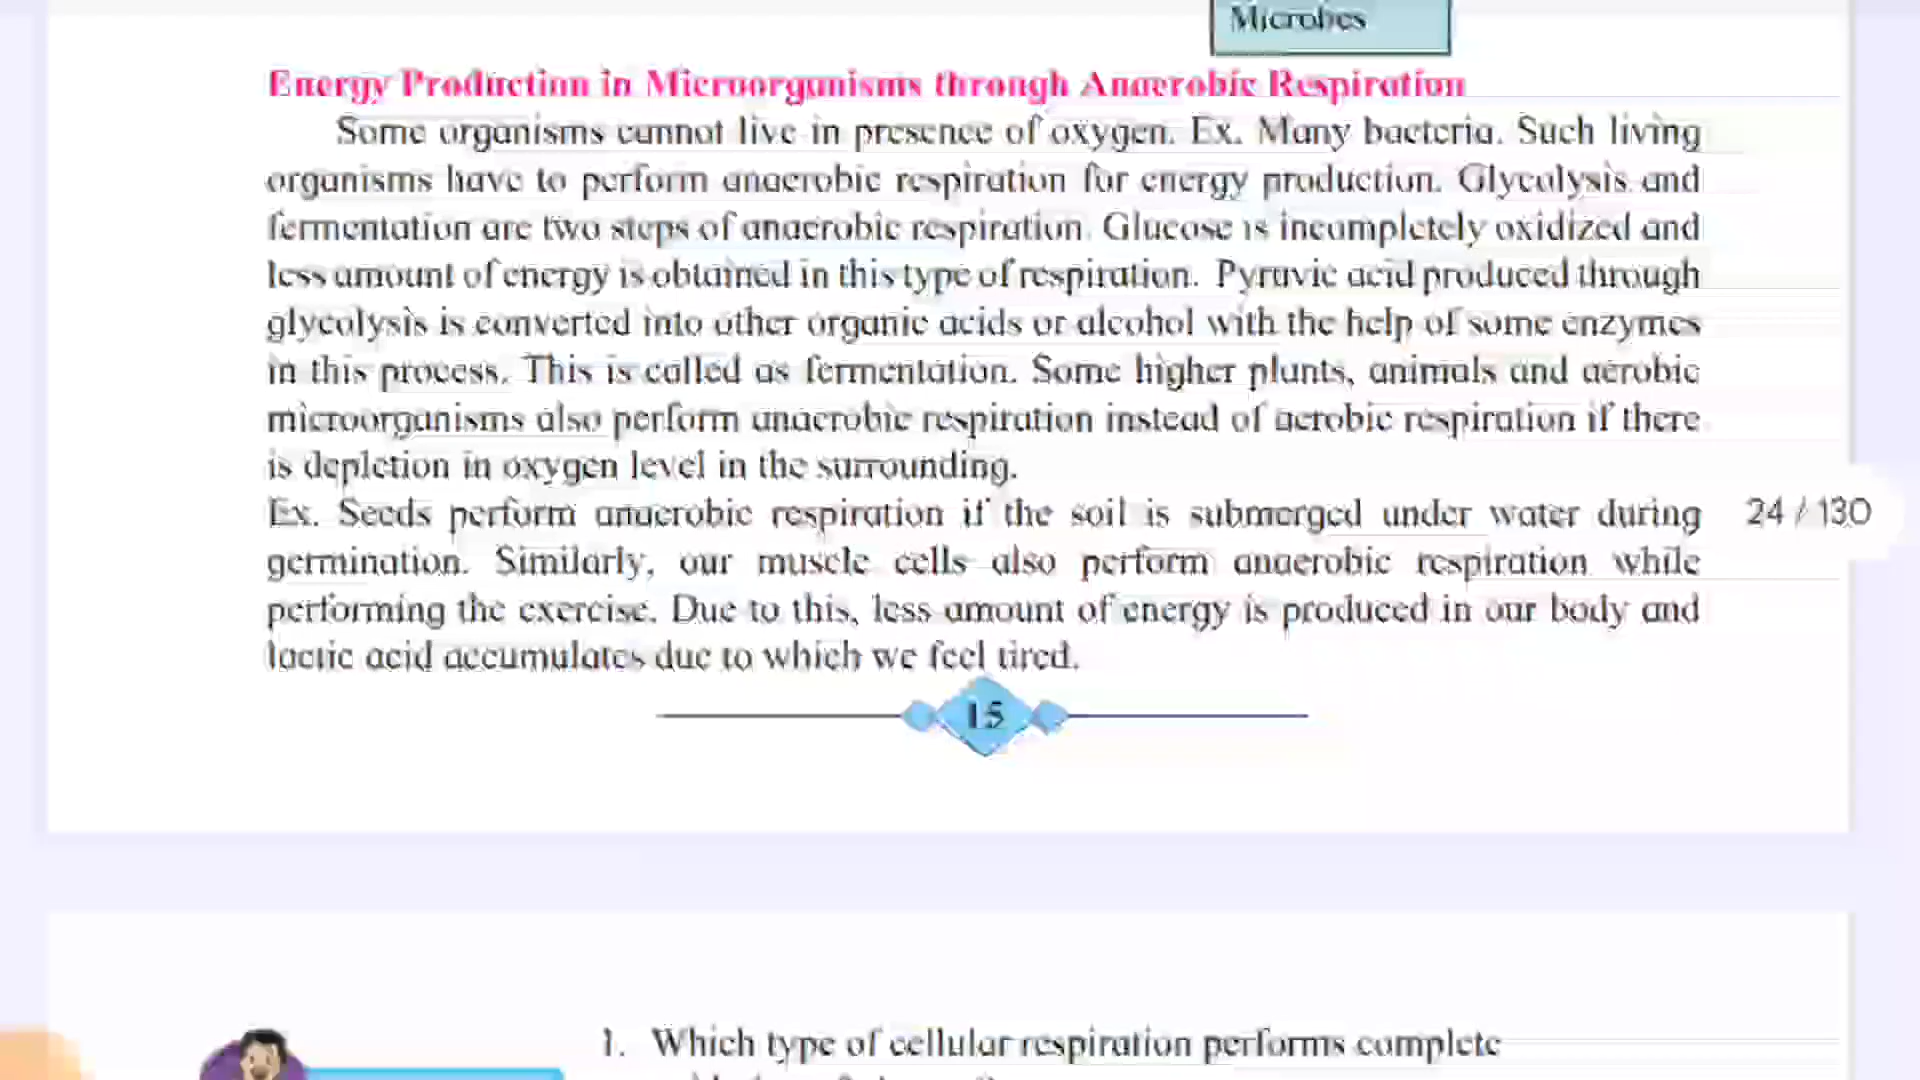 Microbes
Energy Production in Microorganisms through Anaerobic Respiration
Some organisms cannot live in presence of oxygen. Ex. Many bacteria. Such living
organisms have to perform anaerobic respiration for energy production. Glycolysis and
fermentation are two steps of anaerobic respiration. Glucose is incompletely oxidized and
less amount of energy is obtained in this type of respiration. Pyruvic acid produced through
glycolysis is converted into other organic acids or alcohol with the help of some enzymes
in this process. This is called as fermentation. Some higher plants, animals and aerobic
microorganisms also perform anaerobic respiration instead of aerobic respiration if there
is depletion in oxygen level in the surrounding.
Ex. Seeds perform anaerobic respiration if the soil is submerged under water during
24 / 130
germination. Similarly, our muscle cells also perform anaerobic respiration while
performing the exercise. Due to this, less amount of energy is produced in our body and
lactic acid accumulates due to which we feel tired.
15
1. Which type of cellular respiration performs complete